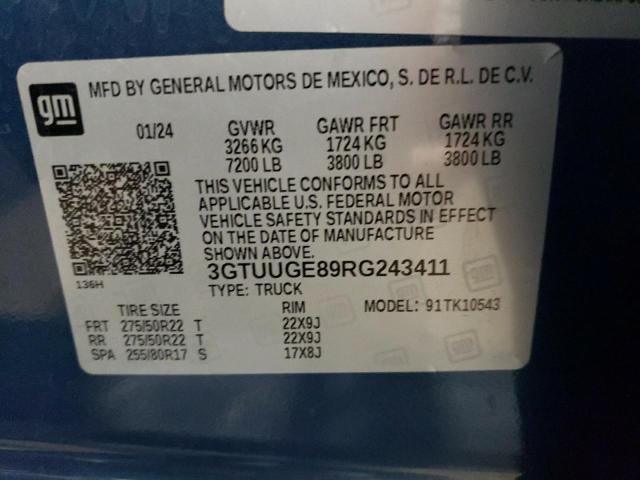 gm
MFD BY GENERAL MOTORS DE MEXICO, S. DE R.L. DE C.V.
01/24 GVWR GAWR FRT GAWR RR
3266 KG 1724 KG 1724 KG
7200 LB 3800 LB 3800 LB
THIS VEHICLE CONFORMS TO ALL
APPLICABLE U.S. FEDERAL MOTOR
VEHICLE SAFETY STANDARDS IN EFFECT
ON THE DATE OF MANUFACTURE
SHOWN ABOVE.
3GTUUGE89RG243411
136H
TYPE: TRUCK
TIRE SIZE RIM MODEL: 91TK10543
FRT 275/50R22 T 22X9J
RR 275/50R22 T 22X9J
SPA 255/80R17 S 17X8J